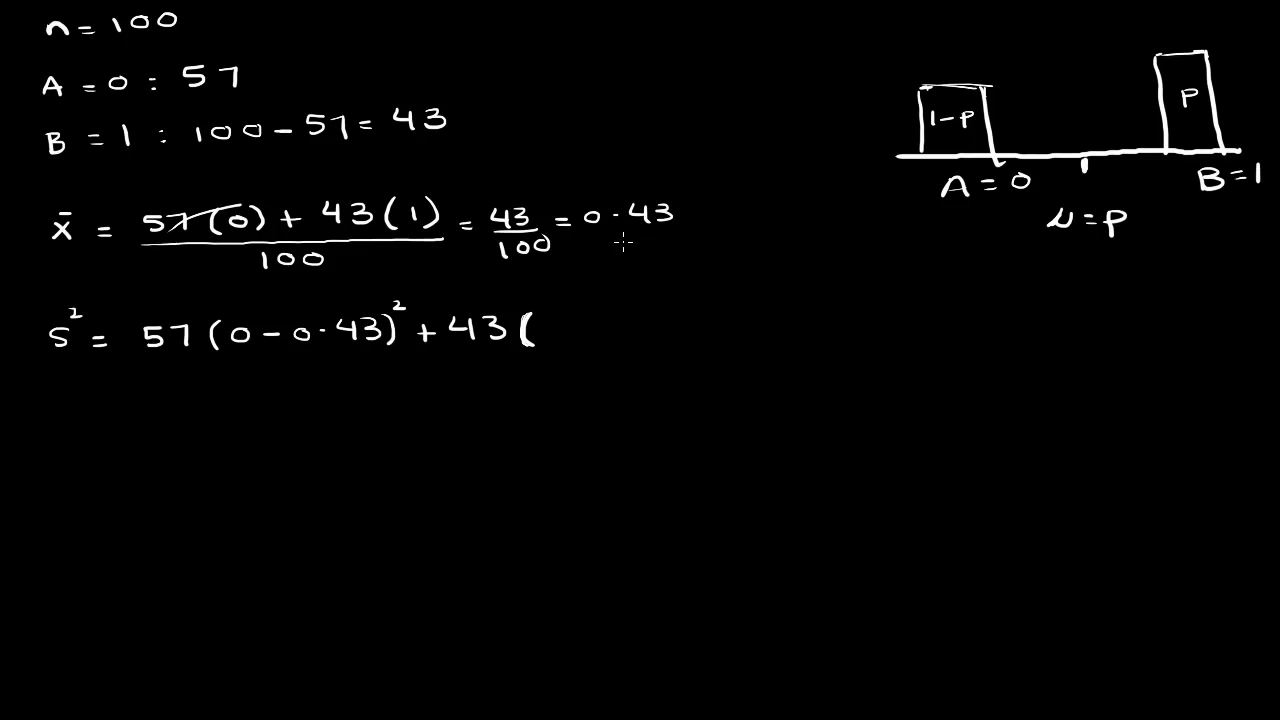 n = 100
A = 0 : 57
B = 1 : 100 - 57 = 43
x̄ = 57(0) + 43(1) / 100 = 43/100 = 0.43
s² = 57(0 - 0.43)² + 43(
1-P
P
A = 0
B = 1
μ = P